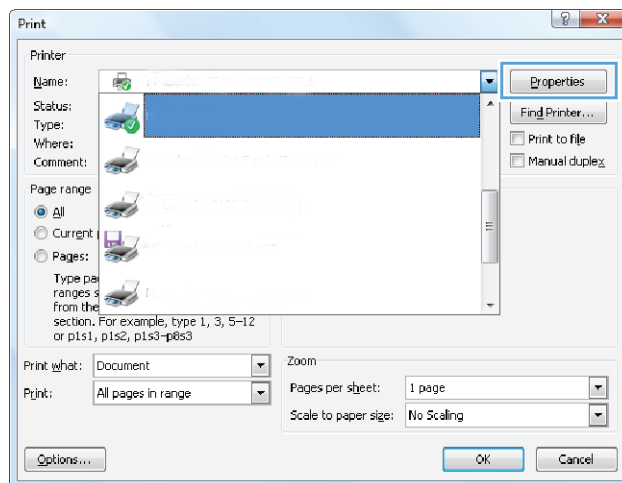 Print
Printer
Name:
Properties
Status:
Find Printer...
Type:
Where:
Print to file
Comment:
Manual duplex
Page range
All
Current
Pages:
Type pa
ranges s
from the
section. For example, type 1, 3, 5–12
or p1s1, p1s2, p1s3–p8s3
Print what: Document
Print: All pages in range
Zoom
Pages per sheet: 1 page
Scale to paper size: No Scaling
Options...
OK
Cancel